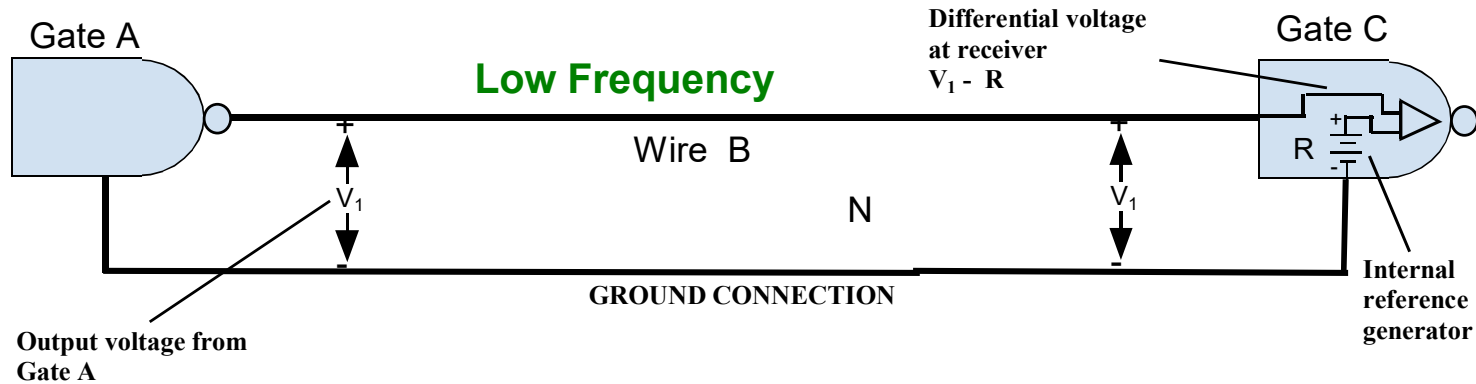 Gate A
Low Frequency
Differential voltage
at receiver
V₁ - R
Gate C
+
Wire B
+
+
R
-
V₁
N
V₁
-
-
GROUND CONNECTION
Internal
reference
generator
Output voltage from
Gate A